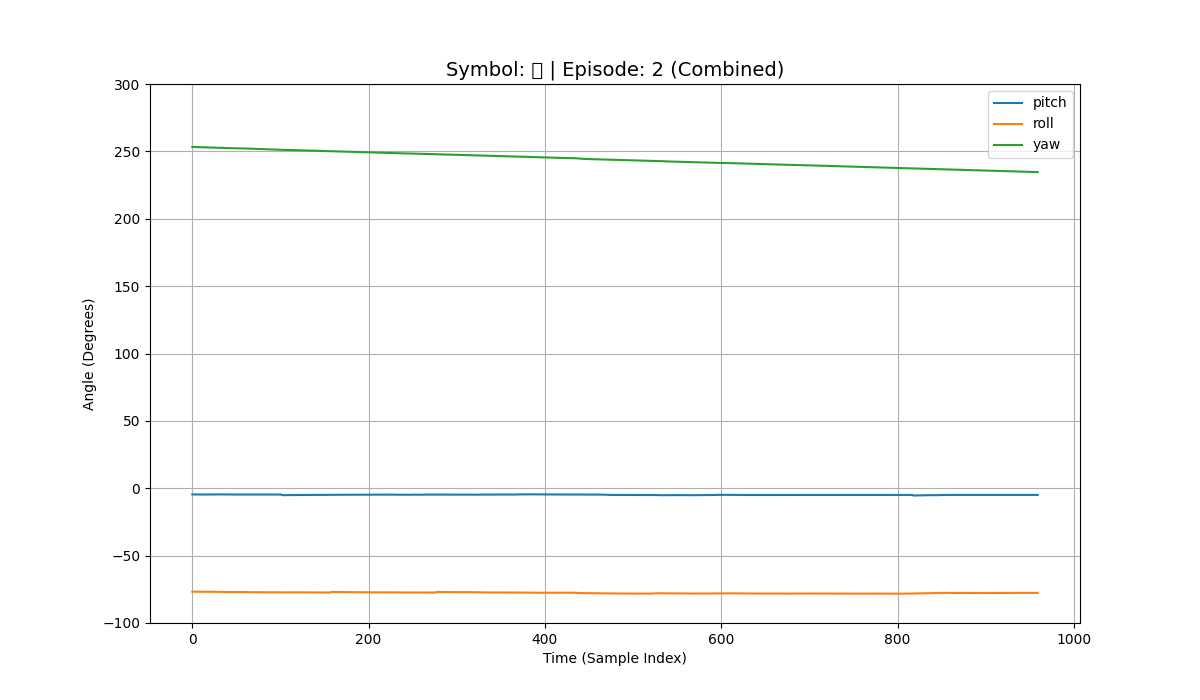 Symbol: | Episode: 2 (Combined)
300
250
200
150
100
50
0
−50
−100
Angle (Degrees)
pitch
roll
yaw
0 200 400 600 800 1000
Time (Sample Index)